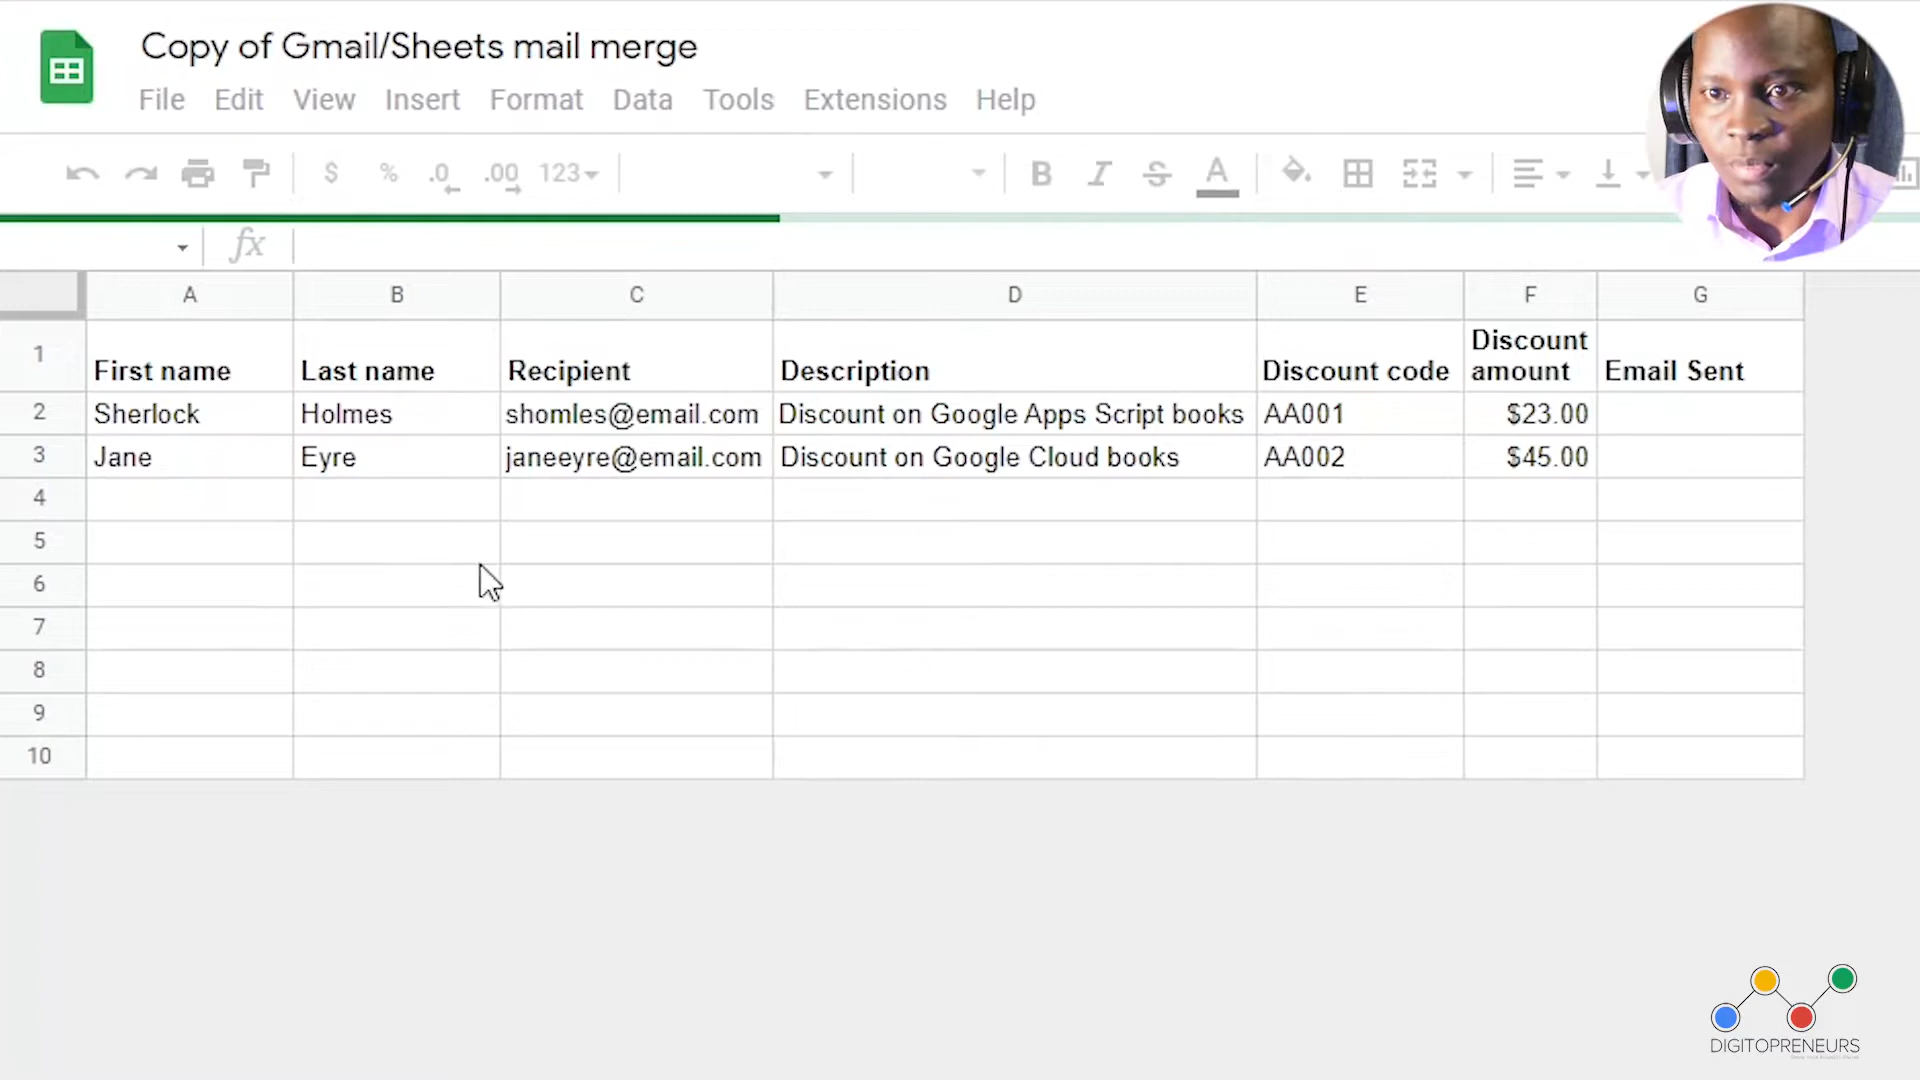 Copy of Gmail/Sheets mail merge
File Edit View Insert Format Data Tools Extensions Help
$ % .0 .00 123 B I S A
fx
A B C D E F G
1 First name Last name Recipient Description Discount code Discount amount Email Sent
2 Sherlock Holmes shomles@email.com Discount on Google Apps Script books AA001 $23.00
3 Jane Eyre janeeyre@email.com Discount on Google Cloud books AA002 $45.00
4
5
6
7
8
9
10
DIGITOPRENEURS